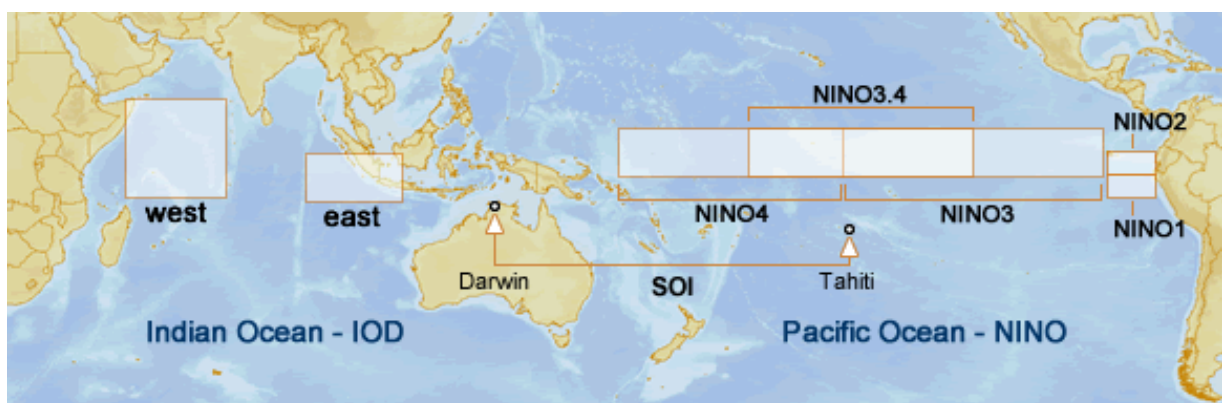 NINO3.4
NINO2
west
east
NINO4
NINO3
NINO1
Darwin
SOI
Tahiti
Indian Ocean - IOD
Pacific Ocean - NINO